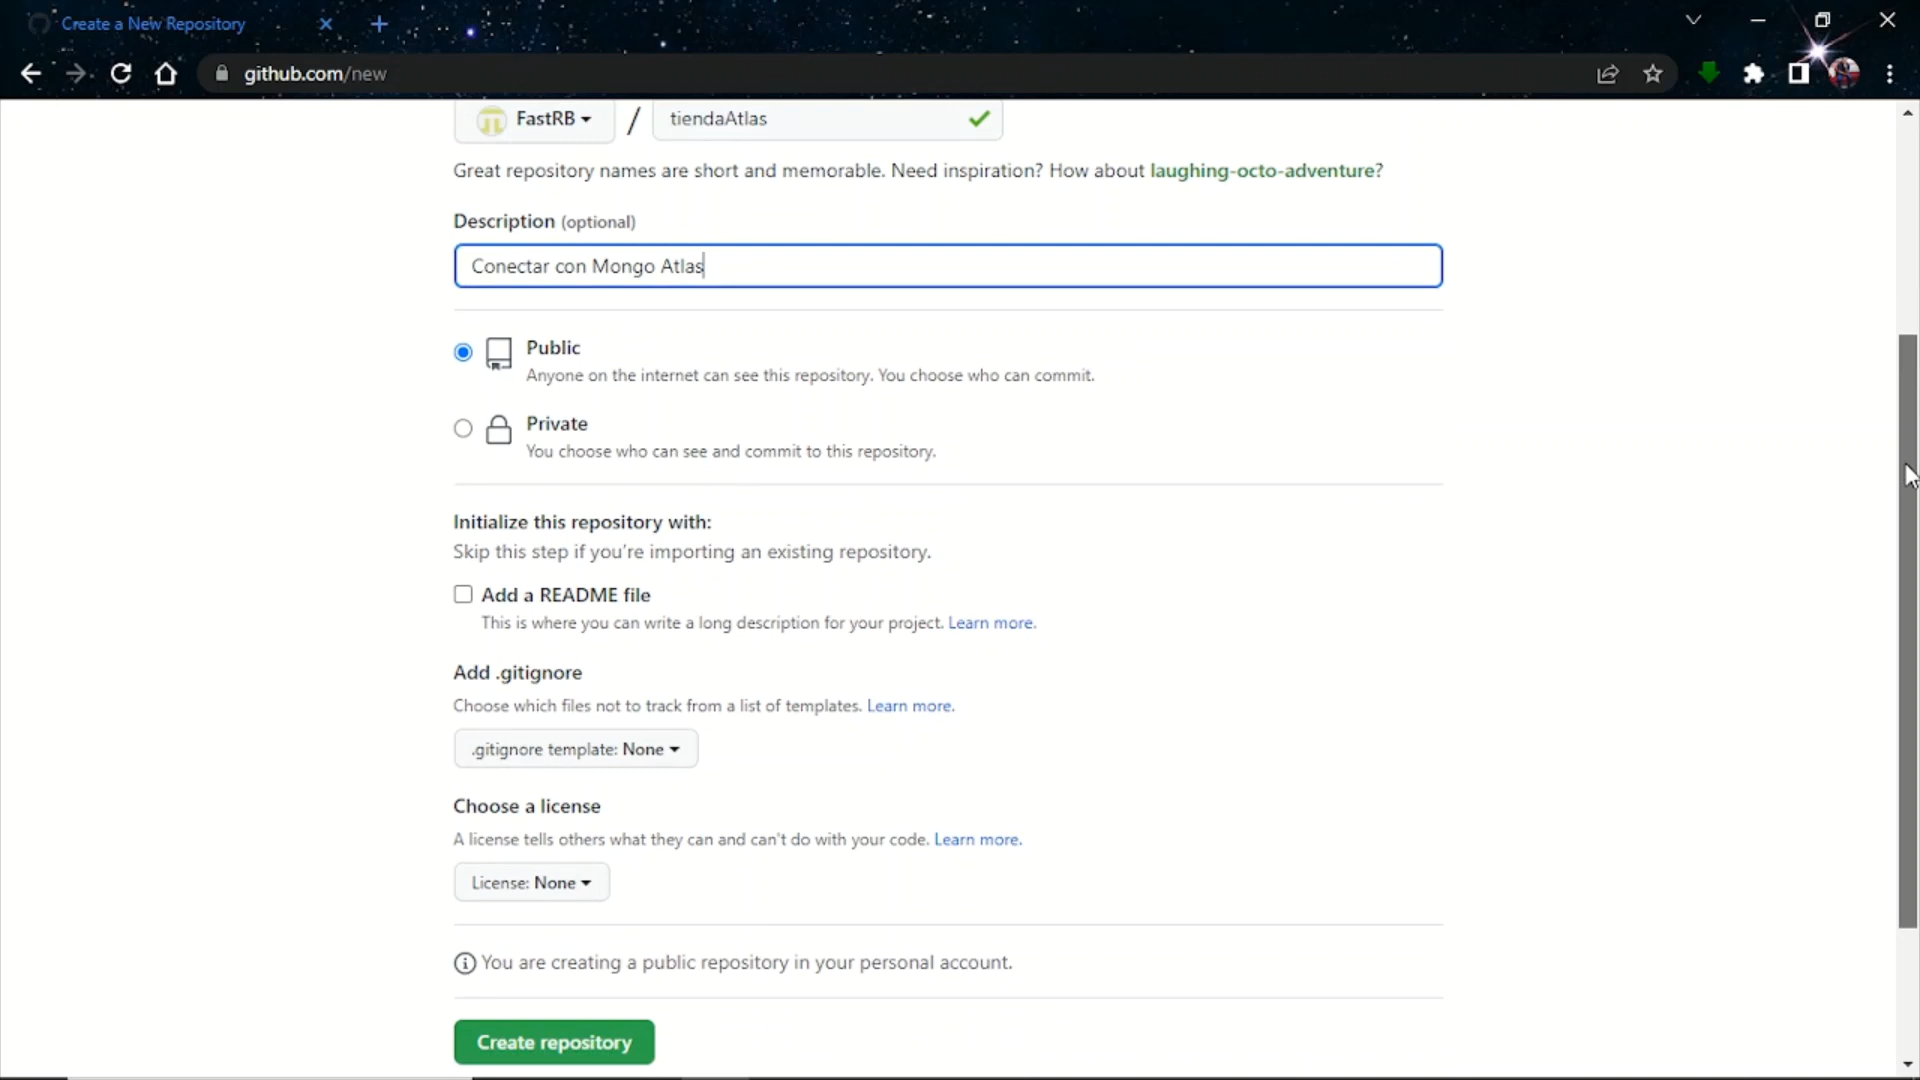 Create a New Repository
github.com/new
FastRB / tiendaAtlas
Great repository names are short and memorable. Need inspiration? How about laughing-octo-adventure?
Description (optional)
Conectar con Mongo Atlas
Public
Anyone on the internet can see this repository. You choose who can commit.
Private
You choose who can see and commit to this repository.
Initialize this repository with:
Skip this step if you're importing an existing repository.
Add a README file
This is where you can write a long description for your project. Learn more.
Add .gitignore
Choose which files not to track from a list of templates. Learn more.
.gitignore template: None
Choose a license
A license tells others what they can and can't do with your code. Learn more.
License: None
You are creating a public repository in your personal account.
Create repository